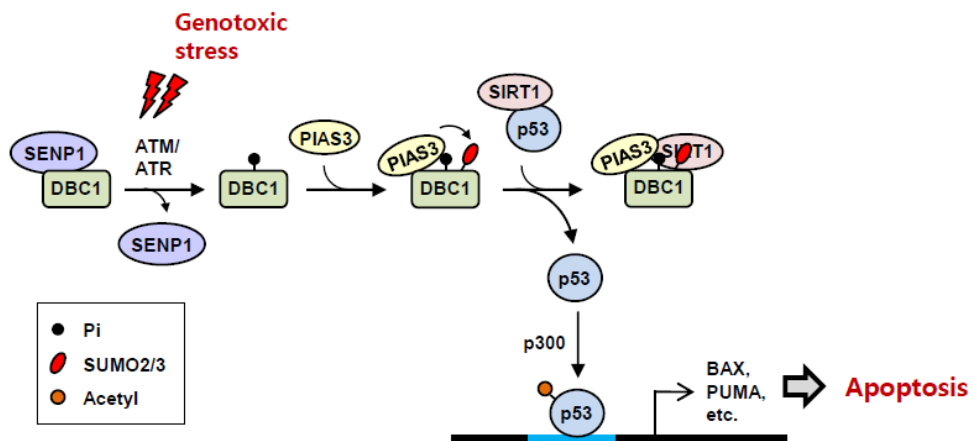 Genotoxic
stress
SENP1
DBC1
ATM/
ATR
SENP1
DBC1
PIAS3
PIAS3
DBC1
SIRT1
p53
PIAS3
SIRT1
DBC1
p53
p300
p53
BAX,
PUMA,
etc.
Apoptosis
Pi
SUMO2/3
Acetyl